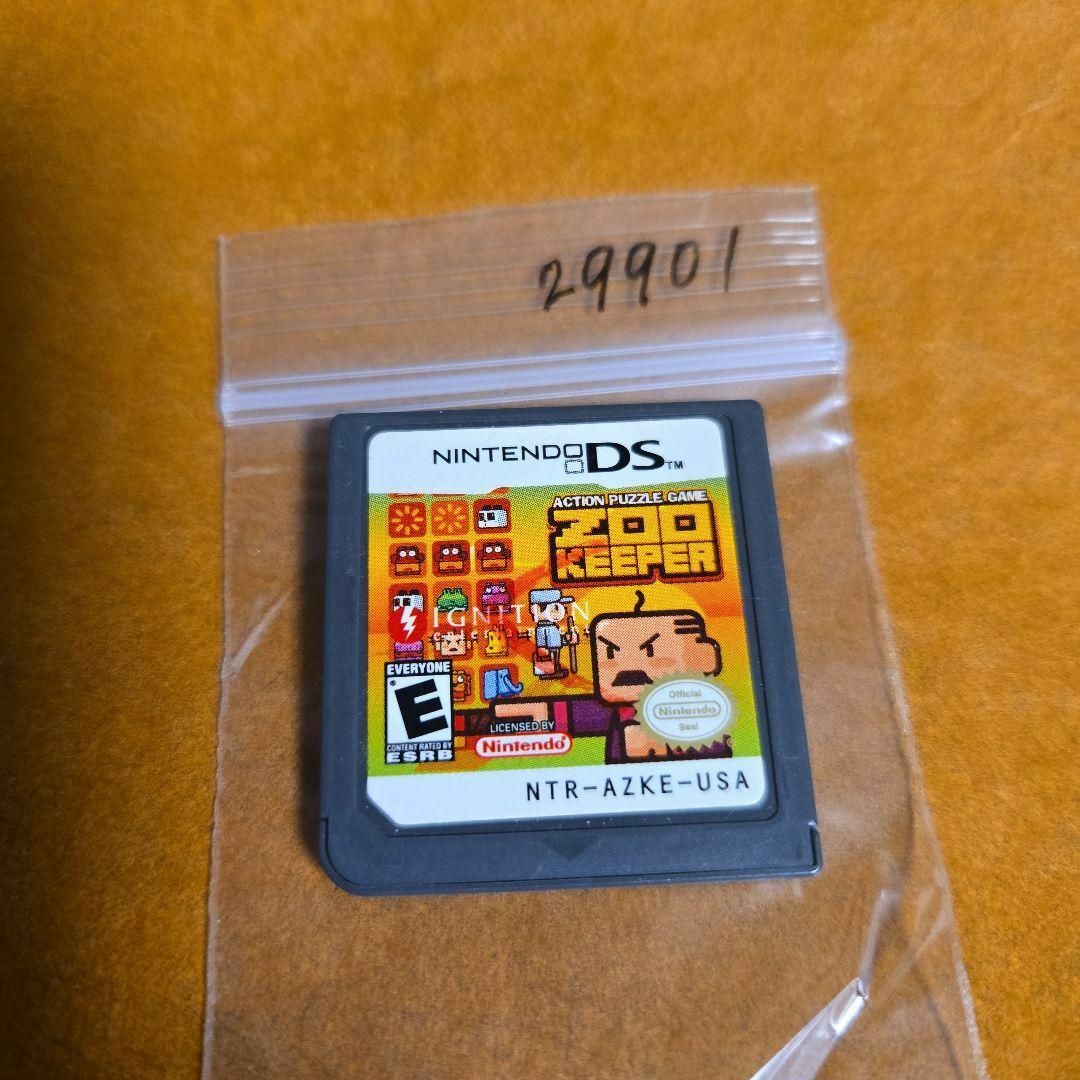 29901
NINTENDO DS TM
ACTION PUZZLE GAME
ZOO
KEEPER
IGNITION
EVERYONE
E
CONTENT RATED BY
ESRB
LICENSED BY
Nintendo
Official
Nintendo
Seal
NTR-AZKE-USA